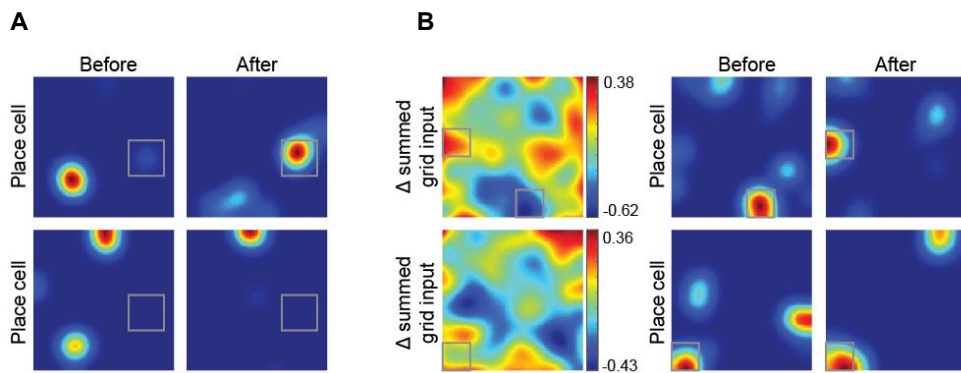 A
B
Before
After
Before
After
Place cell
Δ summed
grid input
0.38
-0.62
Place cell
Place cell
Δ summed
grid input
0.36
-0.43
Place cell